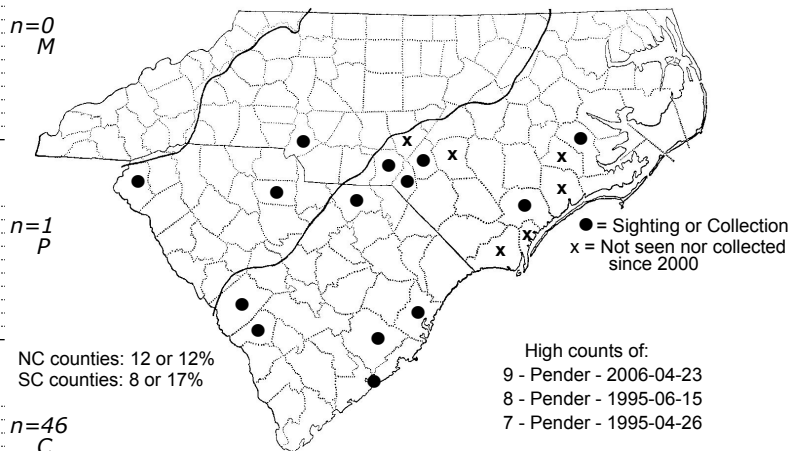 n=0
M
n=1
P
● = Sighting or Collection
x = Not seen nor collected
since 2000
NC counties: 12 or 12%
SC counties: 8 or 17%
High counts of:
9 - Pender - 2006-04-23
8 - Pender - 1995-06-15
7 - Pender - 1995-04-26
n=46
C